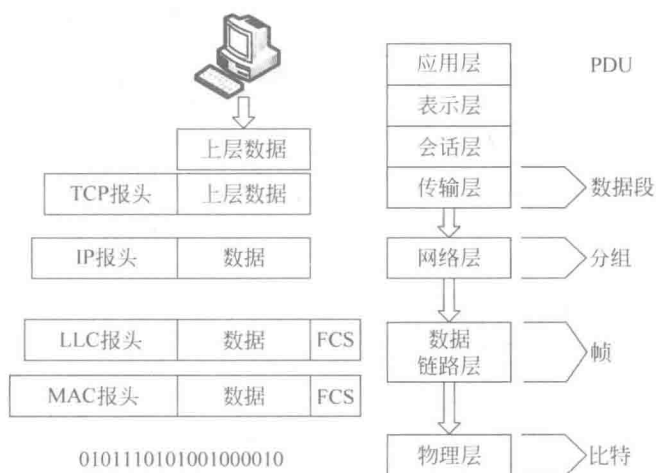 应用层 PDU
表示层
上层数据 会话层
TCP报头 上层数据 传输层 数据段
IP报头 数据 网络层 分组
LLC报头 数据 FCS 数据
链路层 帧
MAC报头 数据 FCS
01011101010010000​10 物理层 比特